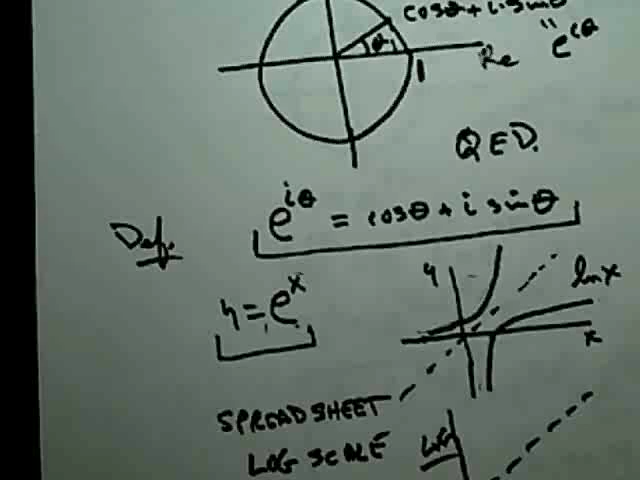 cosθ + i sinθ
"
θ
1
Re
e^{iθ}
QED.
Def.
e^{iθ} = cosθ + i sinθ
y = e^x
y
ln x
x
SPREADSHEET
LOG SCALE